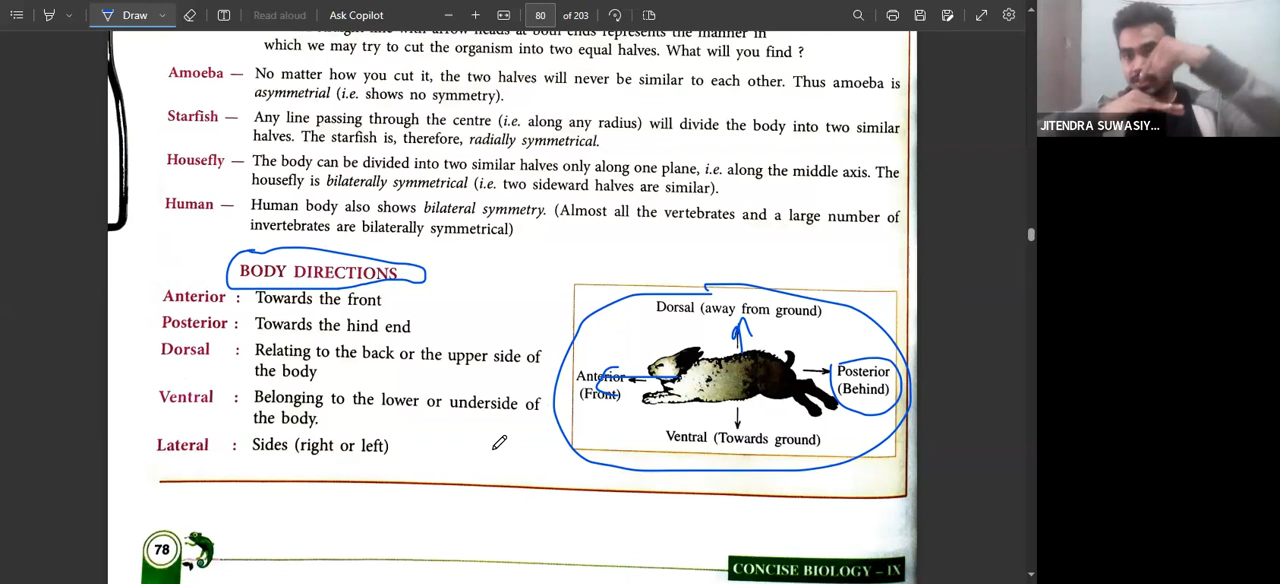 Draw
Read aloud
Ask Copilot
80 of 203
JITENDRA SUWASIY...
which we may try to cut the organism into two equal halves. What will you find ?
Amoeba — No matter how you cut it, the two halves will never be similar to each other. Thus amoeba is
asymmetrial (i.e. shows no symmetry).
Starfish — Any line passing through the centre (i.e. along any radius) will divide the body into two similar
halves. The starfish is, therefore, radially symmetrical.
Housefly — The body can be divided into two similar halves only along one plane, i.e. along the middle axis. The
housefly is bilaterally symmetrical (i.e. two sideward halves are similar).
Human — Human body also shows bilateral symmetry. (Almost all the vertebrates and a large number of
invertebrates are bilaterally symmetrical)
BODY DIRECTIONS
Anterior : Towards the front
Posterior : Towards the hind end
Dorsal : Relating to the back or the upper side of
the body
Ventral : Belonging to the lower or underside of
the body.
Lateral : Sides (right or left)
Dorsal (away from ground)
Anterior
(Front)
Posterior
(Behind)
Ventral (Towards ground)
78
CONCISE BIOLOGY – IX